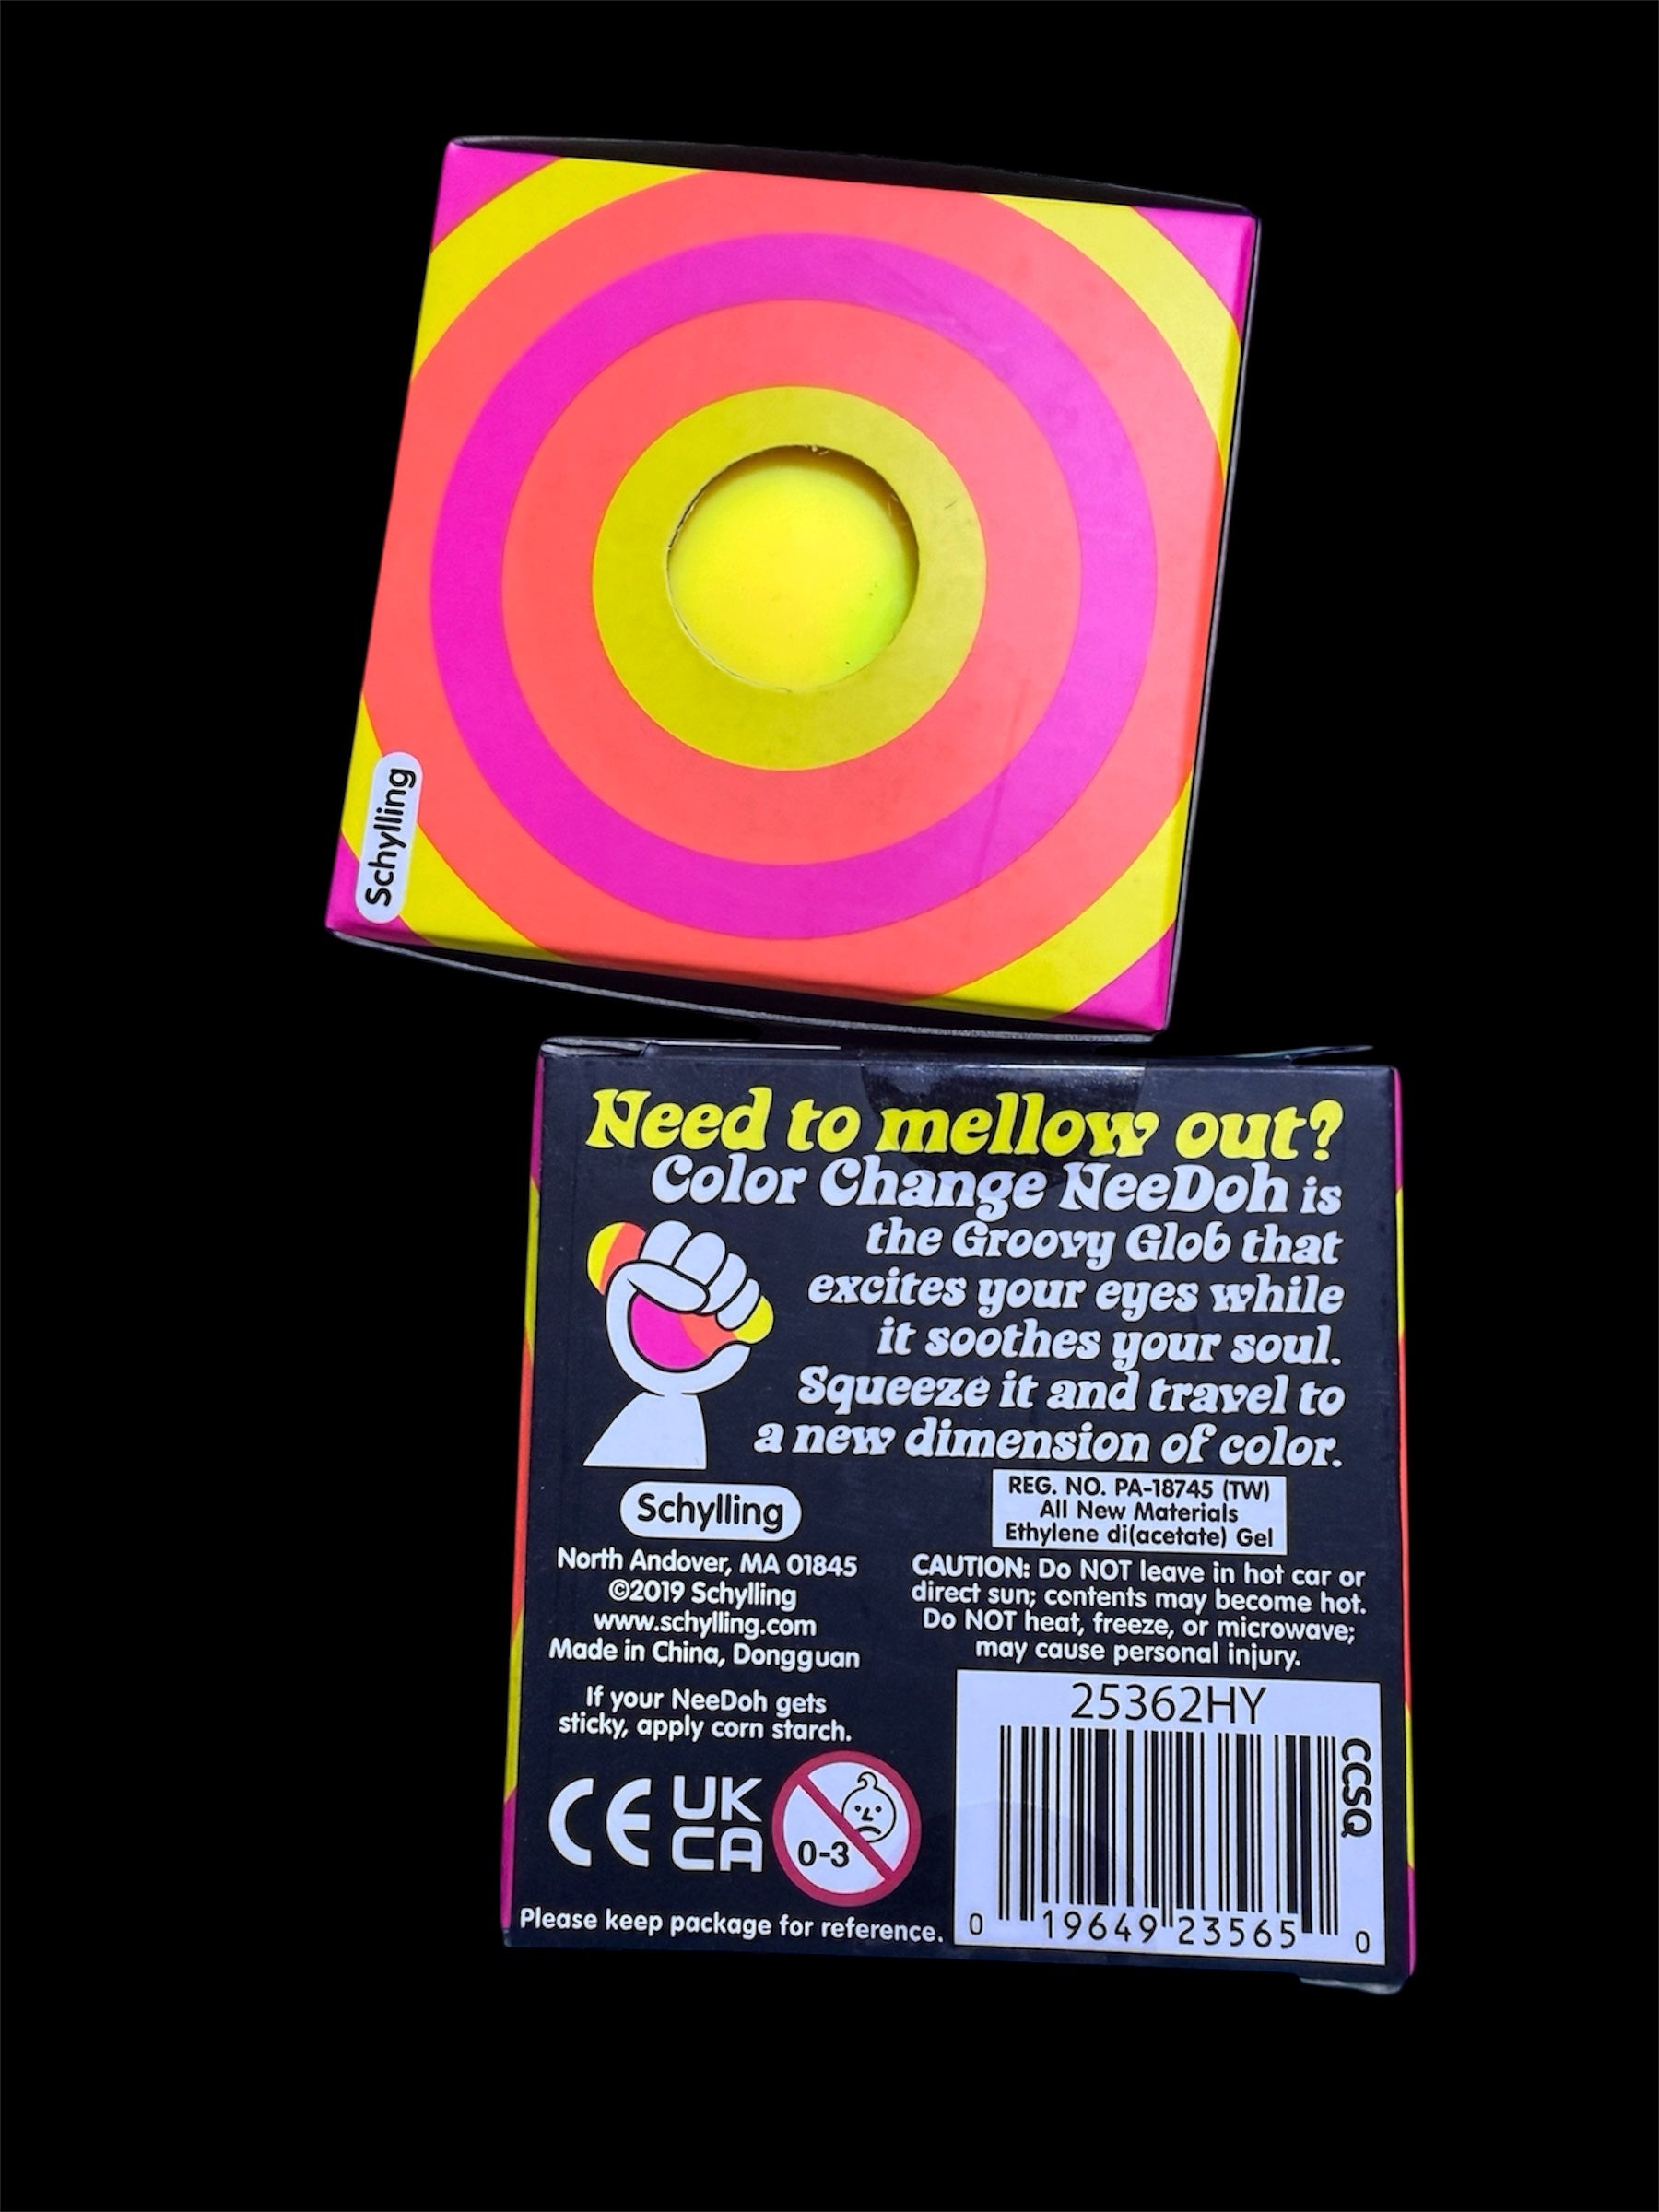 Schylling
Need to mellow out?
Color Change NeeDoh is
the Groovy Glob that
excites your eyes while
it soothes your soul.
Squeeze it and travel to
a new dimension of color.
Schylling
North Andover, MA 01845
©2019 Schylling
www.schylling.com
Made in China, Dongguan
If your NeeDoh gets
sticky, apply corn starch.
CE UK
CA
0-3
Please keep package for reference.
REG. NO. PA-18745 (TW)
All New Materials
Ethylene di(acetate) Gel
CAUTION: Do NOT leave in hot car or
direct sun; contents may become hot.
Do NOT heat, freeze, or microwave;
may cause personal injury.
25362HY
CCSQ
0 19649 23565 0